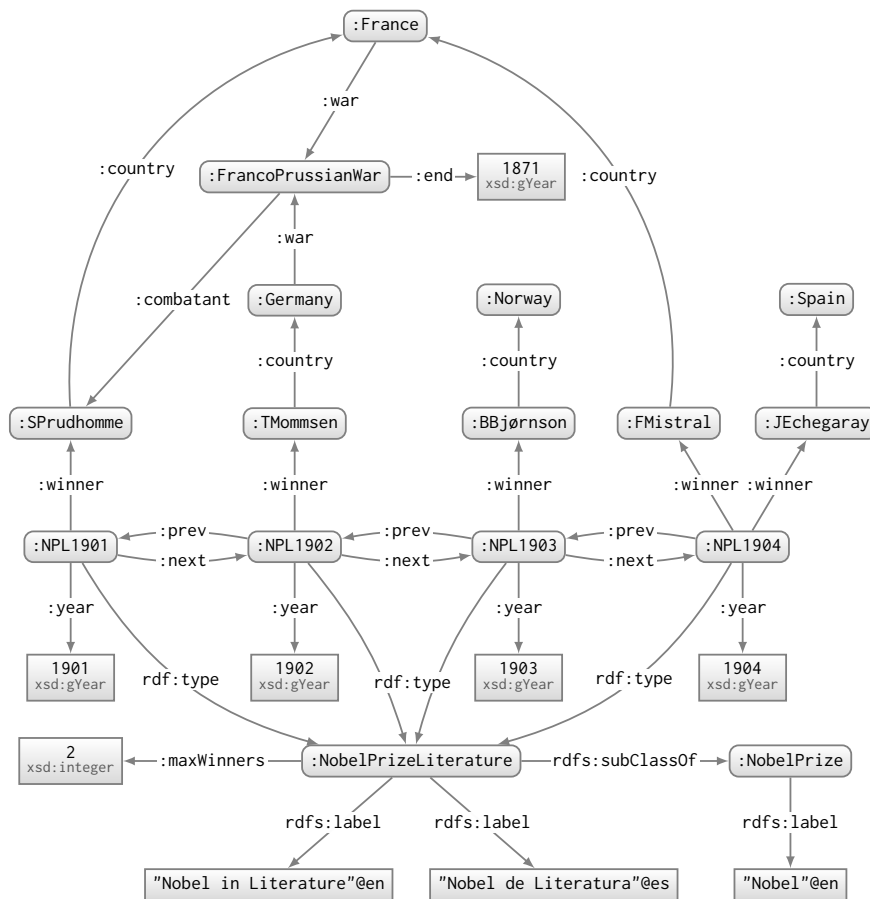 :France
:war
:country
:FrancoPrussianWar
:end
1871
xsd:gYear
:country
:war
:combatant
:Germany
:Norway
:Spain
:country
:country
:country
:SPrudhomme
:TMommsen
:BBjørnson
:FMistral
:JEchegaray
:winner
:winner
:winner
:winner
:winner
:prev
:prev
:prev
:NPL1901
:NPL1902
:NPL1903
:NPL1904
:next
:next
:next
:year
:year
:year
:year
1901
xsd:gYear
1902
xsd:gYear
1903
xsd:gYear
1904
xsd:gYear
rdf:type
rdf:type
rdf:type
2
xsd:integer
:maxWinners
:NobelPrizeLiterature
rdfs:subClassOf
:NobelPrize
rdfs:label
rdfs:label
rdfs:label
"Nobel in Literature"@en
"Nobel de Literatura"@es
"Nobel"@en